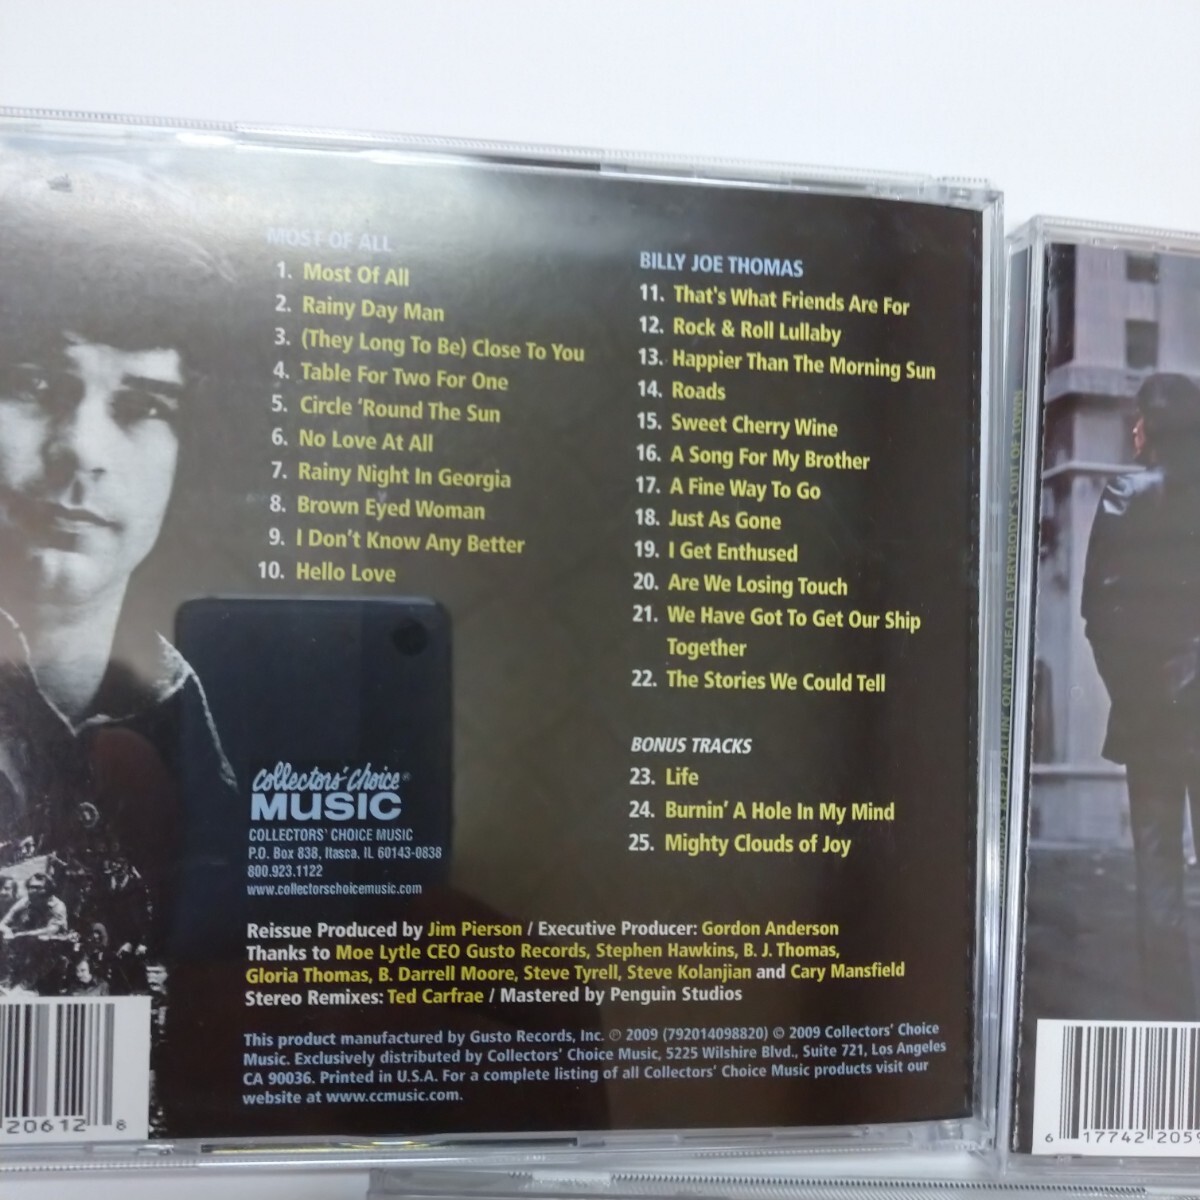 MOST OF ALL
1. Most Of All
2. Rainy Day Man
3. (They Long To Be) Close To You
4. Table For Two For One
5. Circle ‘Round The Sun
6. No Love At All
7. Rainy Night In Georgia
8. Brown Eyed Woman
9. I Don’t Know Any Better
10. Hello Love
BILLY JOE THOMAS
11. That's What Friends Are For
12. Rock & Roll Lullaby
13. Happier Than The Morning Sun
14. Roads
15. Sweet Cherry Wine
16. A Song For My Brother
17. A Fine Way To Go
18. Just As Gone
19. I Get Enthused
20. Are We Losing Touch
21. We Have Got To Get Our Ship
Together
22. The Stories We Could Tell
BONUS TRACKS
23. Life
24. Burnin’ A Hole In My Mind
25. Mighty Clouds of Joy
Collectors' Choice®
MUSIC
COLLECTORS' CHOICE MUSIC
P.O. Box 838, Itasca, IL 60143-0838
800.923.1122
www.collectorschoicemusic.com
Reissue Produced by Jim Pierson / Executive Producer: Gordon Anderson
Thanks to Moe Lytle CEO Gusto Records, Stephen Hawkins, B. J. Thomas,
Gloria Thomas, B. Darrell Moore, Steve Tyrell, Steve Kolanjian and Cary Mansfield
Stereo Remixes: Ted Carfrae / Mastered by Penguin Studios
This product manufactured by Gusto Records, Inc. ℗ 2009 (792014098820) © 2009 Collectors’ Choice
Music. Exclusively distributed by Collectors’ Choice Music, 5225 Wilshire Blvd., Suite 721, Los Angeles
CA 90036. Printed in U.S.A. For a complete listing of all Collectors’ Choice Music products visit our
website at www.ccmusic.com.
20612 8
RAINDROPS KEEP FALLIN' ON MY HEAD EVERYBODY'S OUT OF TOWN
6 17742 2059